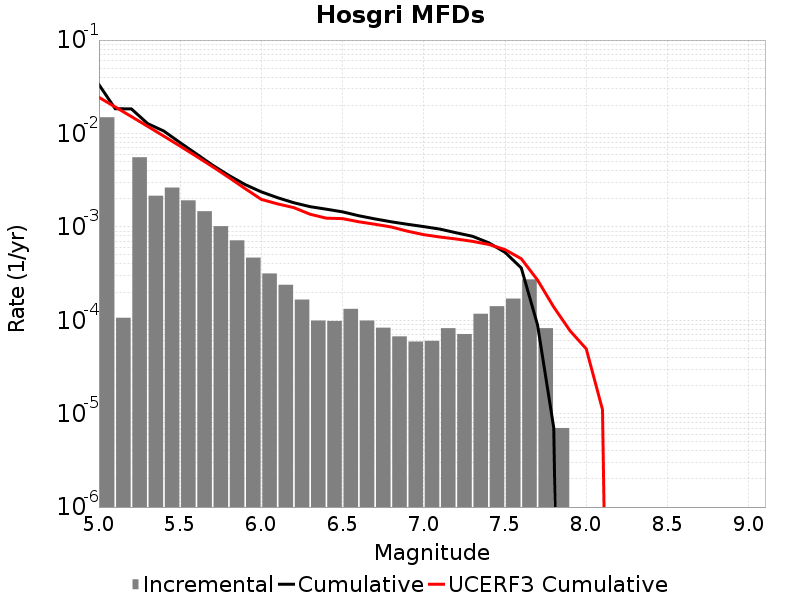 Hosgri MFDs
10^-1
10^-2
10^-3
10^-4
10^-5
10^-6
Rate (1/yr)
5.0 5.5 6.0 6.5 7.0 7.5 8.0 8.5 9.0
Magnitude
Incremental Cumulative UCERF3 Cumulative